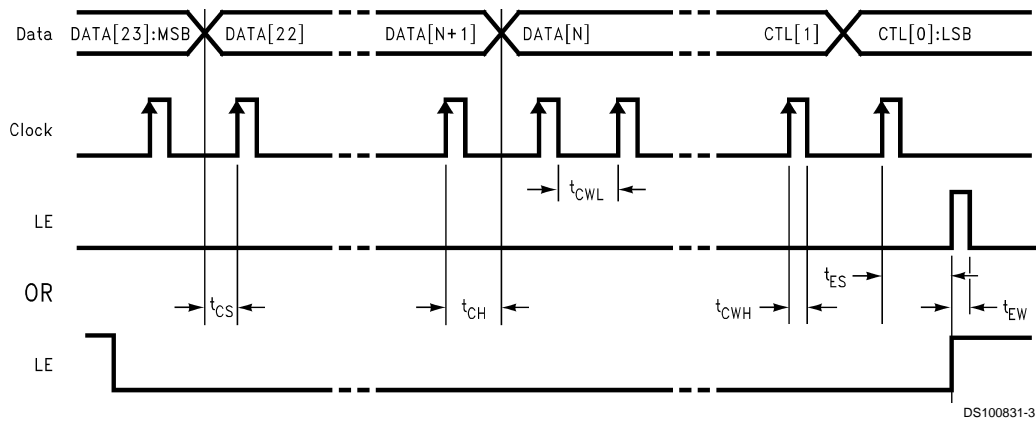 Data DATA[23]:MSB DATA[22] DATA[N+1] DATA[N] CTL[1] CTL[0]:LSB
Clock
tCWL
LE
tES
OR
tCS tCH tCWH tEW
LE
DS100831-3